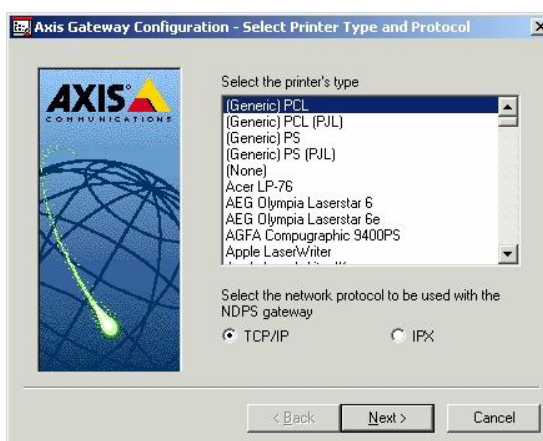 Axis Gateway Configuration - Select Printer Type and Protocol
AXIS
COMMUNICATIONS
Select the printer's type
(Generic) PCL
(Generic) PCL (PJL)
(Generic) PS
(Generic) PS (PJL)
(None)
Acer LP-76
AEG Olympia Laserstar 6
AEG Olympia Laserstar 6e
AGFA Compugraphic 9400PS
Apple LaserWriter
Select the network protocol to be used with the
NDPS gateway
TCP/IP
IPX
< Back
Next >
Cancel